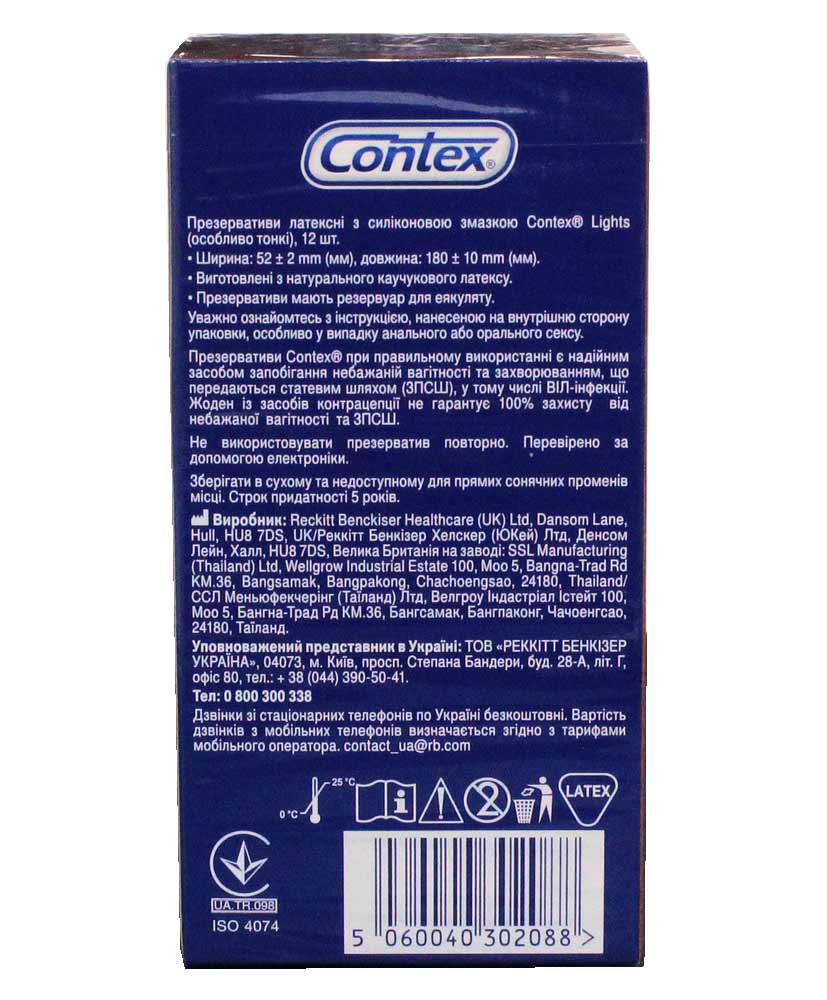 Contex®
Презервативи латексні з силіконовою змазкою Contex® Lights
(особливо тонкі), 12 шт.
• Ширина: 52 ± 2 mm (мм), довжина: 180 ± 10 mm (мм).
• Виготовлені з натурального каучукового латексу.
• Презервативи мають резервуар для еякуляту.
Уважно ознайомтесь з інструкцією, нанесеною на внутрішню сторону
упаковки, особливо у випадку анального або орального сексу.
Презервативи Contex® при правильному використанні є надійним
засобом запобігання небажаній вагітності та захворюванням, що
передаються статевим шляхом (ЗПСШ), у тому числі ВІЛ-інфекції.
Жоден із засобів контрацепції не гарантує 100% захисту від
небажаної вагітності та ЗПСШ.
Не використовувати презерватив повторно. Перевірено за
допомогою електроніки.
Зберігати в сухому та недоступному для прямих сонячних променів
місці. Строк придатності 5 років.
Виробник: Reckitt Benckiser Healthcare (UK) Ltd, Dansom Lane,
Hull, HU8 7DS, UK/Реккітт Бенкізер Хелскер (ЮКей) Лтд, Денсом
Лейн, Халл, HU8 7DS, Велика Британія на заводі: SSL Manufacturing
(Thailand) Ltd, Wellgrow Industrial Estate 100, Moo 5, Bangna-Trad Rd
KM.36, Bangsamak, Bangpakong, Chachoengsao, 24180, Thailand/
ССЛ Меньюфекчерінг (Таїланд) Лтд, Велгроу Індастріал Істейт 100,
Моо 5, Бангна-Трад Рд КМ.36, Бангсамак, Бангпаконг, Чачоенгсао,
24180, Таїланд.
Уповноважений представник в Україні: ТОВ «РЕККІТТ БЕНКІЗЕР
УКРАЇНА», 04073, м. Київ, просп. Степана Бандери, буд. 28-А, літ. Г,
офіс 80, тел.: + 38 (044) 390-50-41.
Тел: 0 800 300 338
Дзвінки зі стаціонарних телефонів по Україні безкоштовні. Вартість
дзвінків з мобільних телефонів визначається згідно з тарифами
мобільного оператора. contact_ua@rb.com
25 °C
0 °C
i
2
LATEX
UA.TR.098
ISO 4074
5 060040 302088 >